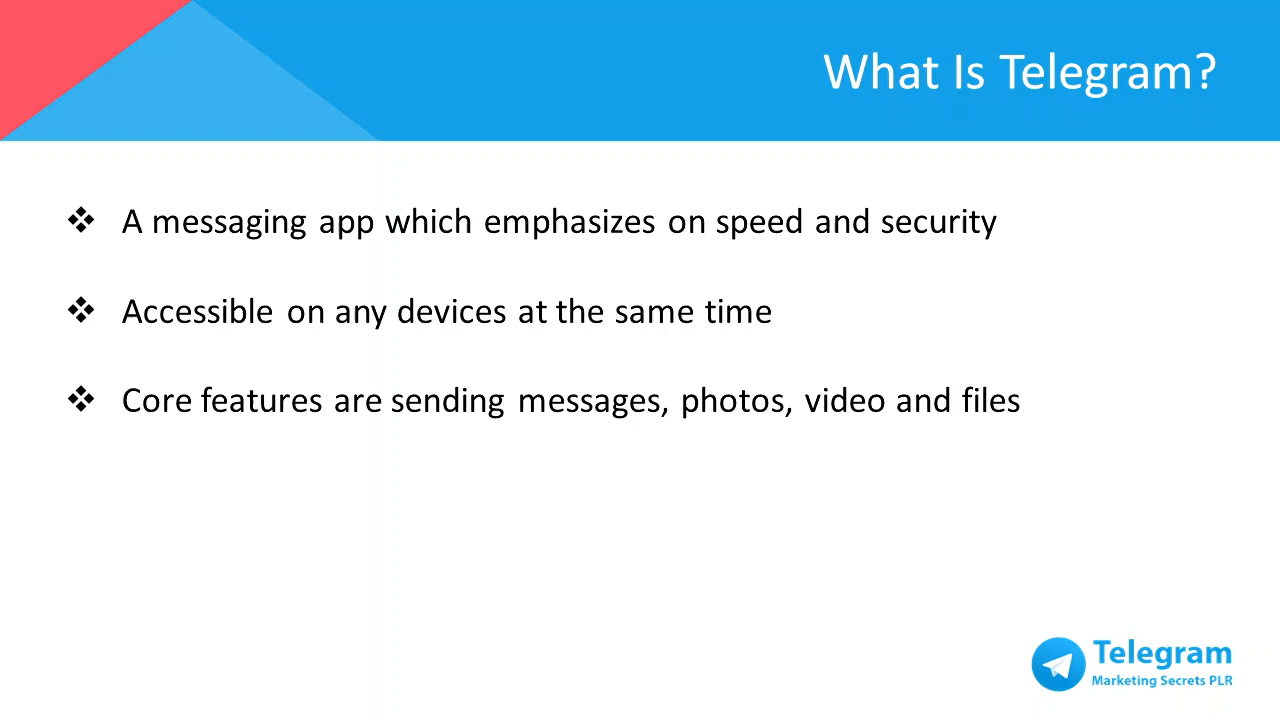 What Is Telegram?
❖ A messaging app which emphasizes on speed and security
❖ Accessible on any devices at the same time
❖ Core features are sending messages, photos, video and files
Telegram
Marketing Secrets PLR